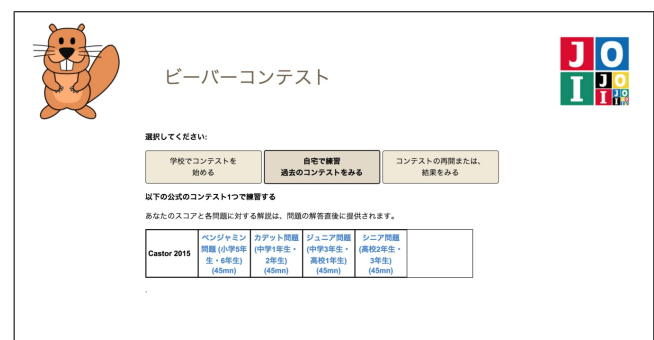 ビーバーコンテスト
J O
I
J O
I
J O
I
選択してください:
学校でコンテストを
始める
自宅で練習
過去のコンテストをみる
コンテストの再開または、
結果をみる
以下の公式のコンテスト1つで練習する
あなたのスコアと各問題に対する解説は、問題の解答直後に提供されます。
Castor 2015
ベンジャミン
問題 (小学5年
生・6年生)
(45mn)
カデット問題
(中学1年生・
2年生)
(45mn)
ジュニア問題
(中学3年生・
高校1年生)
(45mn)
シニア問題
(高校2年生・
3年生)
(45mn)
.